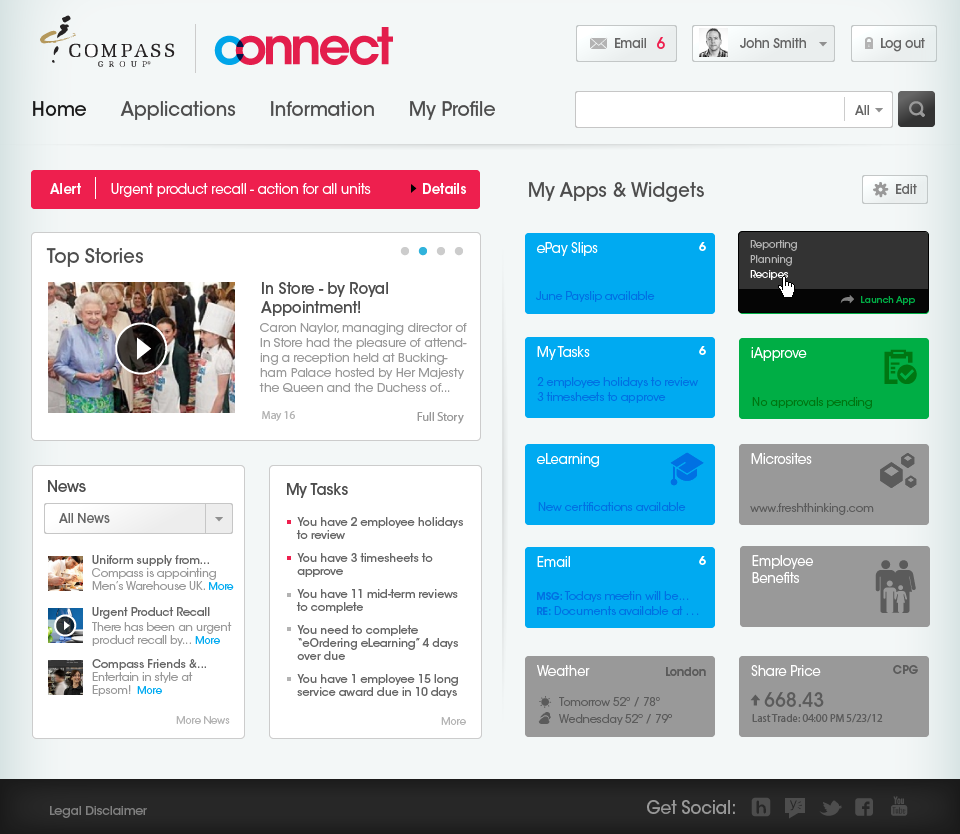 COMPASS
GROUP
connect
Email 6
John Smith
Log out
Home
Applications
Information
My Profile
All
Alert
Urgent product recall - action for all units
Details
My Apps & Widgets
Edit
Top Stories
In Store - by Royal
Appointment!
Caron Naylor, managing director of
In Store had the pleasure of attend-
ing a reception held at Bucking-
ham Palace hosted by Her Majesty
the Queen and the Duchess of...
May 16
Full Story
News
All News
Uniform supply from...
Compass is appointing
Men's Warehouse UK. More
Urgent Product Recall
There has been an urgent
product recall by... More
Compass Friends &...
Entertain in style at
Epsom! More
More News
My Tasks
You have 2 employee holidays
to review
You have 3 timesheets to
approve
You have 11 mid-term reviews
to complete
You need to complete
"eOrdering eLearning" 4 days
over due
You have 1 employee 15 long
service award due in 10 days
More
ePay Slips 6
June Payslip available
Reporting
Planning
Recipes
Launch App
My Tasks 6
2 employee holidays to review
3 timesheets to approve
iApprove
No approvals pending
eLearning
New certifications available
Microsites
www.freshthinking.com
Email 6
MSG: Todays meetin will be...
RE: Documents available at . . .
Employee
Benefits
Weather London
Tomorrow 52° / 78°
Wednesday 52° / 79°
Share Price CPG
668.43
Last Trade: 04:00 PM 5/23/12
Legal Disclaimer
Get Social:
h
y
f
You
Tube